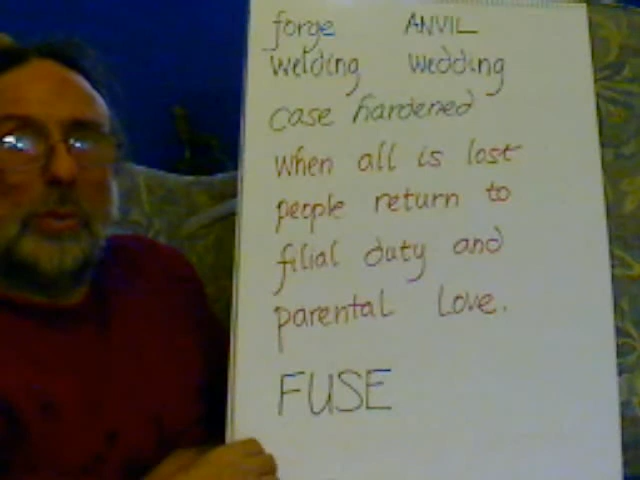 forge ANVIL
welding wedding
case hardened
when all is lost
people return to
filial duty and
parental Love.
FUSE